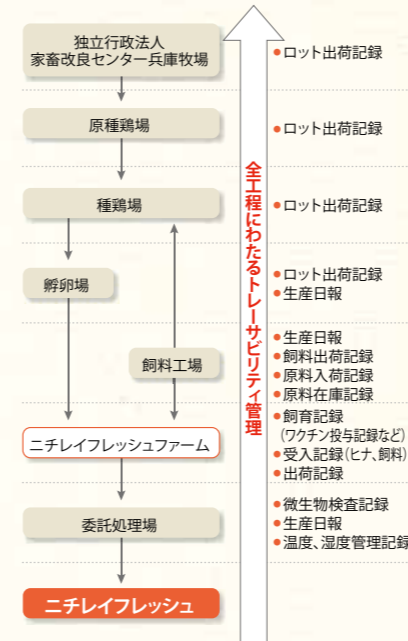 独立行政法人
家畜改良センター兵庫牧場
●ロット出荷記録
原種鶏場
●ロット出荷記録
種鶏場
●ロット出荷記録
孵卵場
●ロット出荷記録
●生産日報
飼料工場
●生産日報
●飼料出荷記録
●原料入荷記録
●原料在庫記録
ニチレイフレッシュファーム
●飼育記録
(ワクチン投与記録など)
●受入記録(ヒナ、飼料)
●出荷記録
委託処理場
●微生物検査記録
●生産日報
●温度、湿度管理記録
ニチレイフレッシュ
全工程にわたるトレーサビリティ管理